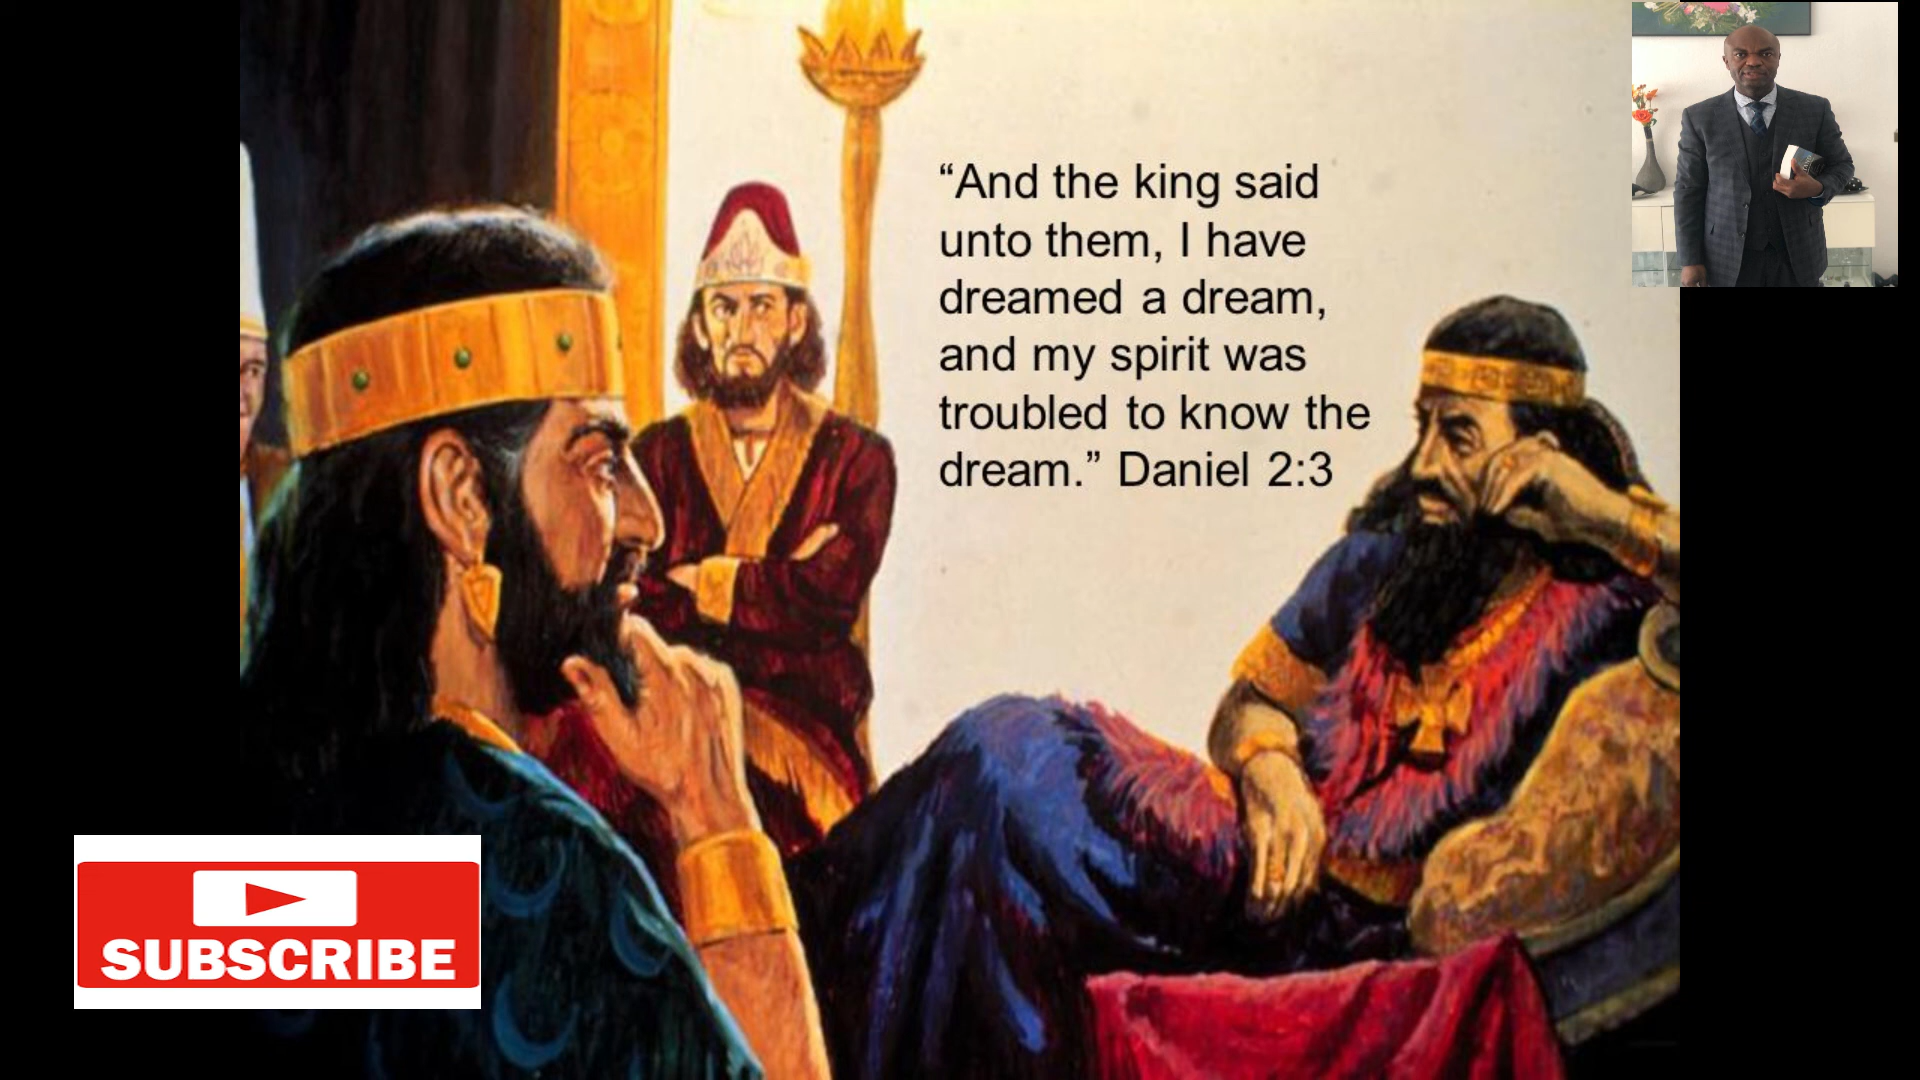 “And the king said
unto them, I have
dreamed a dream,
and my spirit was
troubled to know the
dream.” Daniel 2:3
SUBSCRIBE